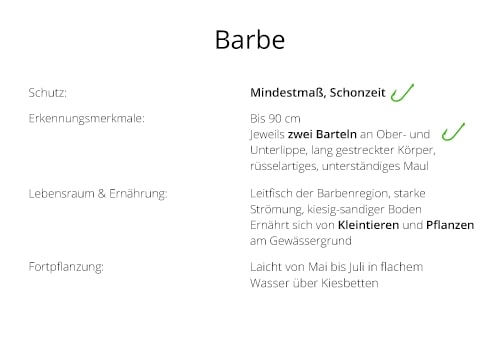 Barbe
Schutz: Mindestmaß, Schonzeit
Erkennungsmerkmale: Bis 90 cm
Jeweils zwei Barteln an Ober- und
Unterlippe, lang gestreckter Körper,
rüsselartiges, unterständiges Maul
Lebensraum & Ernährung: Leitfisch der Barbenregion, starke
Strömung, kiesig-sandiger Boden
Ernährt sich von Kleintieren und Pflanzen
am Gewässergrund
Fortpflanzung: Laicht von Mai bis Juli in flachem
Wasser über Kiesbetten